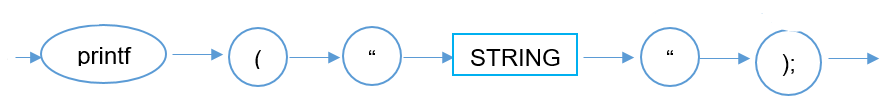 printf ( “ STRING “ );